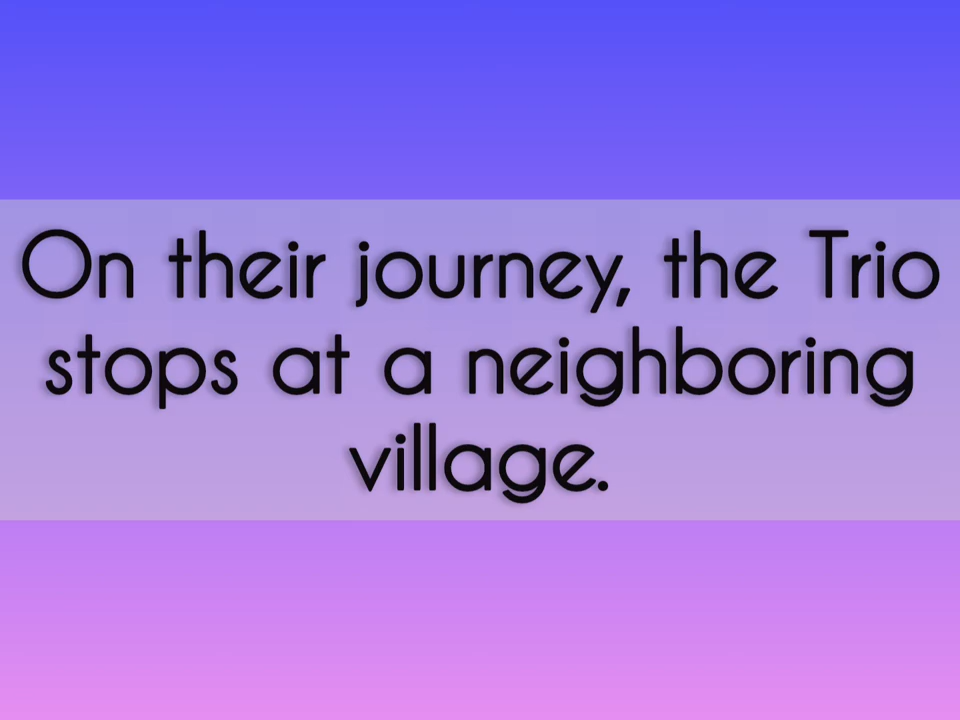 On their journey, the Trio
stops at a neighboring
village.